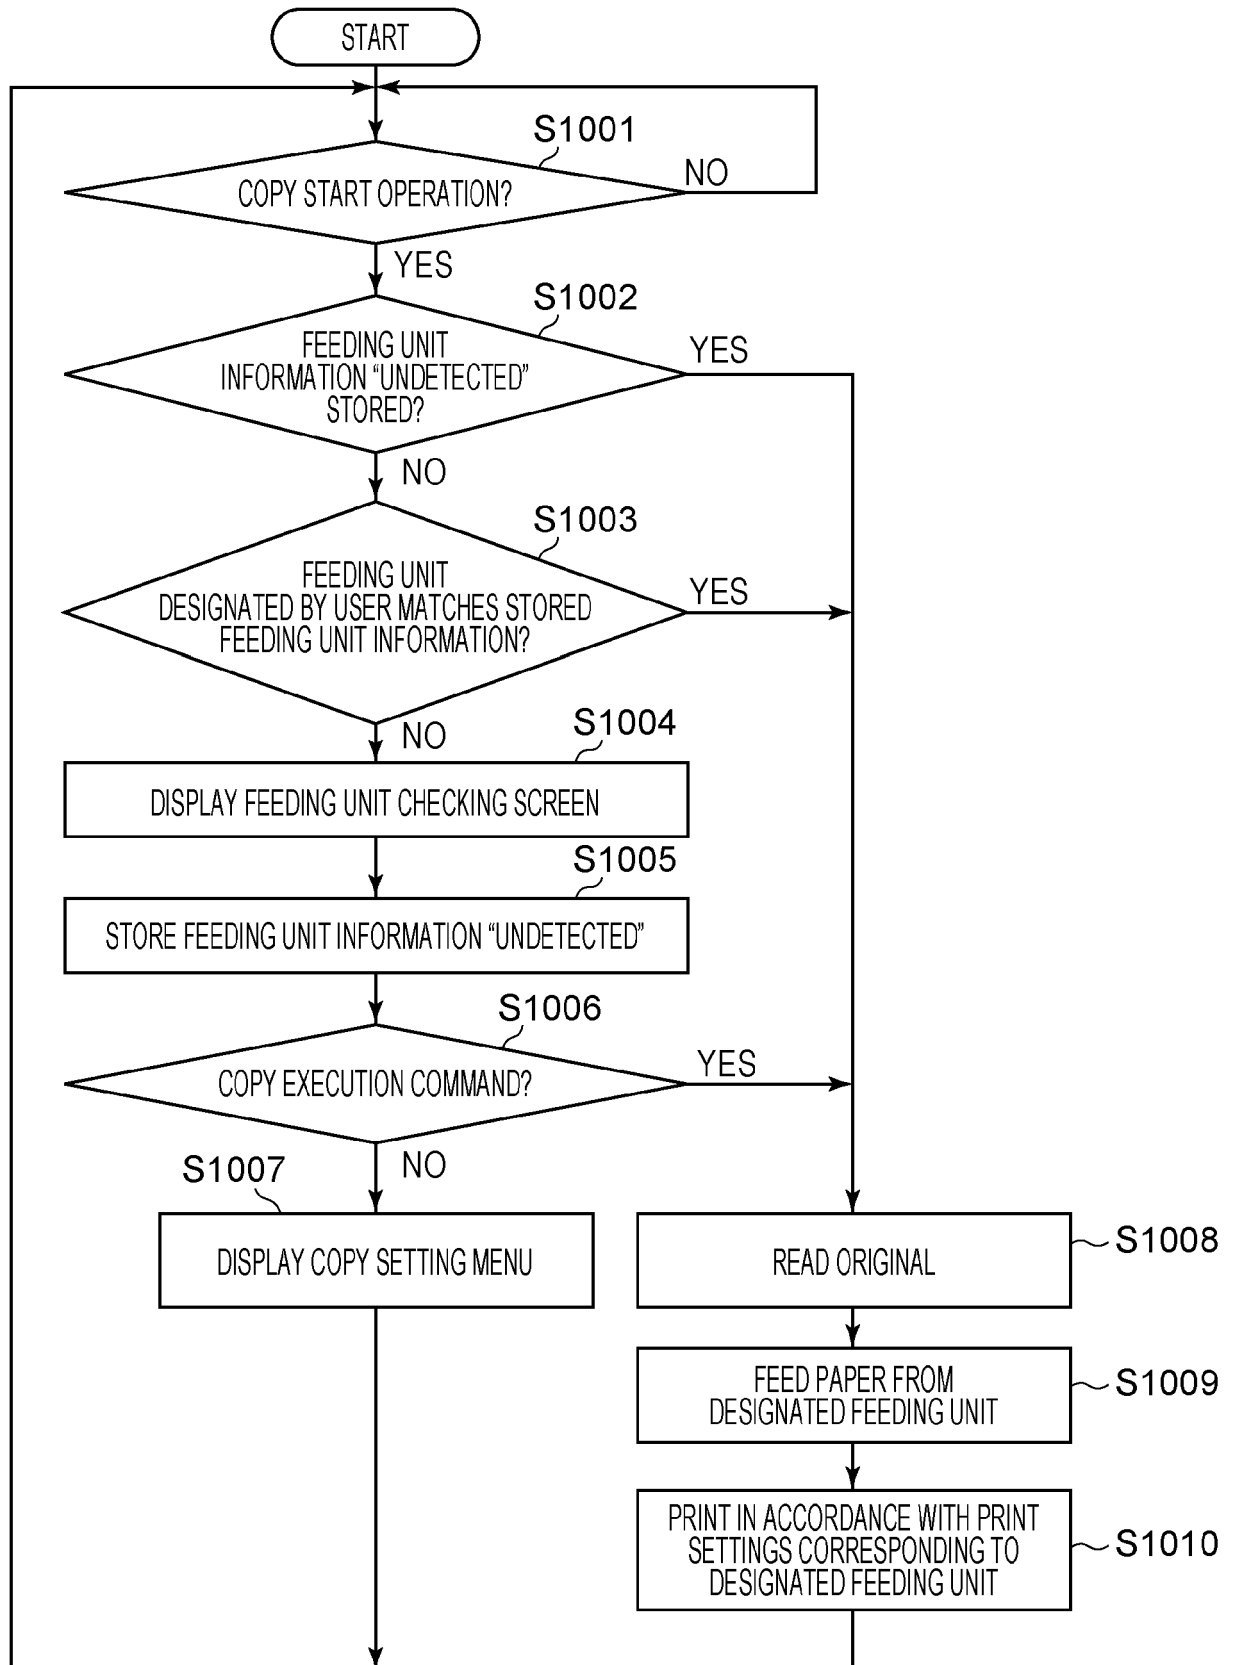 START
S1001
COPY START OPERATION?
NO
YES
S1002
FEEDING UNIT
INFORMATION “UNDETECTED”
STORED?
YES
NO
S1003
FEEDING UNIT
DESIGNATED BY USER MATCHES STORED
FEEDING UNIT INFORMATION?
YES
NO
S1004
DISPLAY FEEDING UNIT CHECKING SCREEN
S1005
STORE FEEDING UNIT INFORMATION “UNDETECTED”
S1006
COPY EXECUTION COMMAND?
YES
NO
S1007
DISPLAY COPY SETTING MENU
READ ORIGINAL
S1008
FEED PAPER FROM
DESIGNATED FEEDING UNIT
S1009
PRINT IN ACCORDANCE WITH PRINT
SETTINGS CORRESPONDING TO
DESIGNATED FEEDING UNIT
S1010